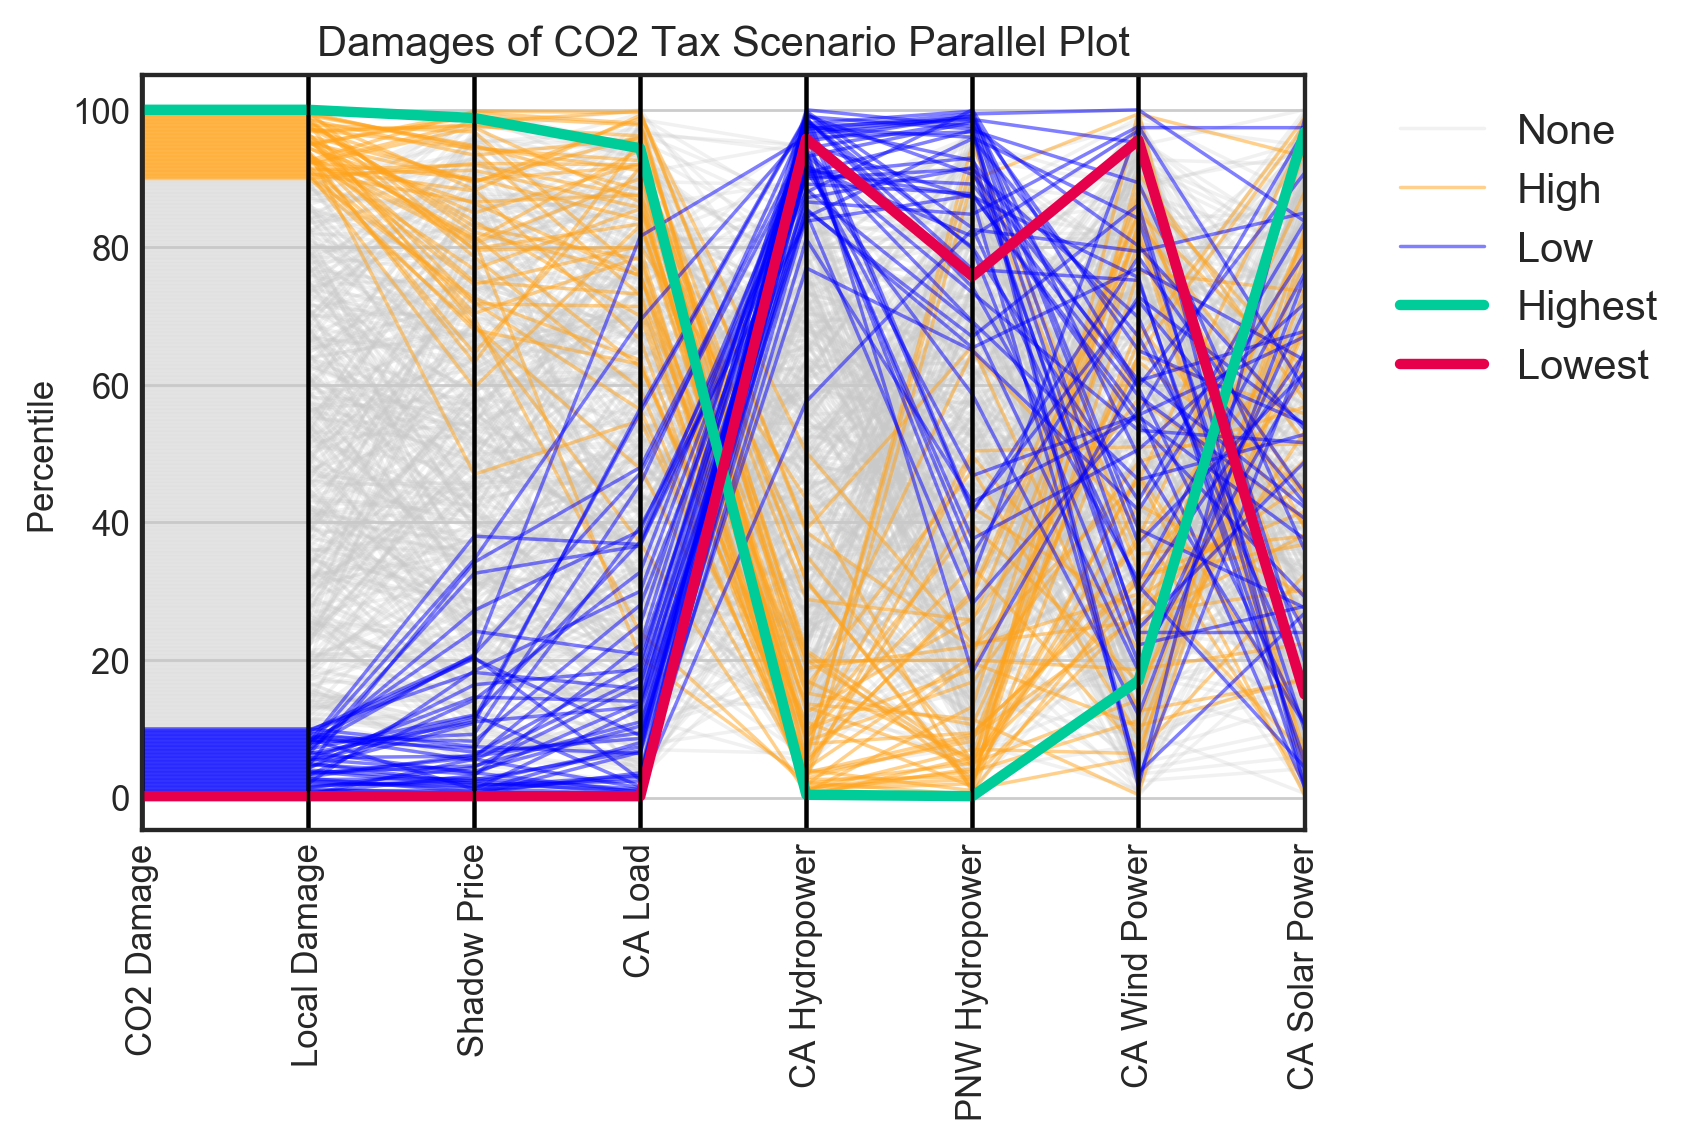 Damages of CO2 Tax Scenario Parallel Plot
100
80
60
40
20
0
Percentile
CO2 Damage
Local Damage
Shadow Price
CA Load
CA Hydropower
PNW Hydropower
CA Wind Power
CA Solar Power
None
High
Low
Highest
Lowest